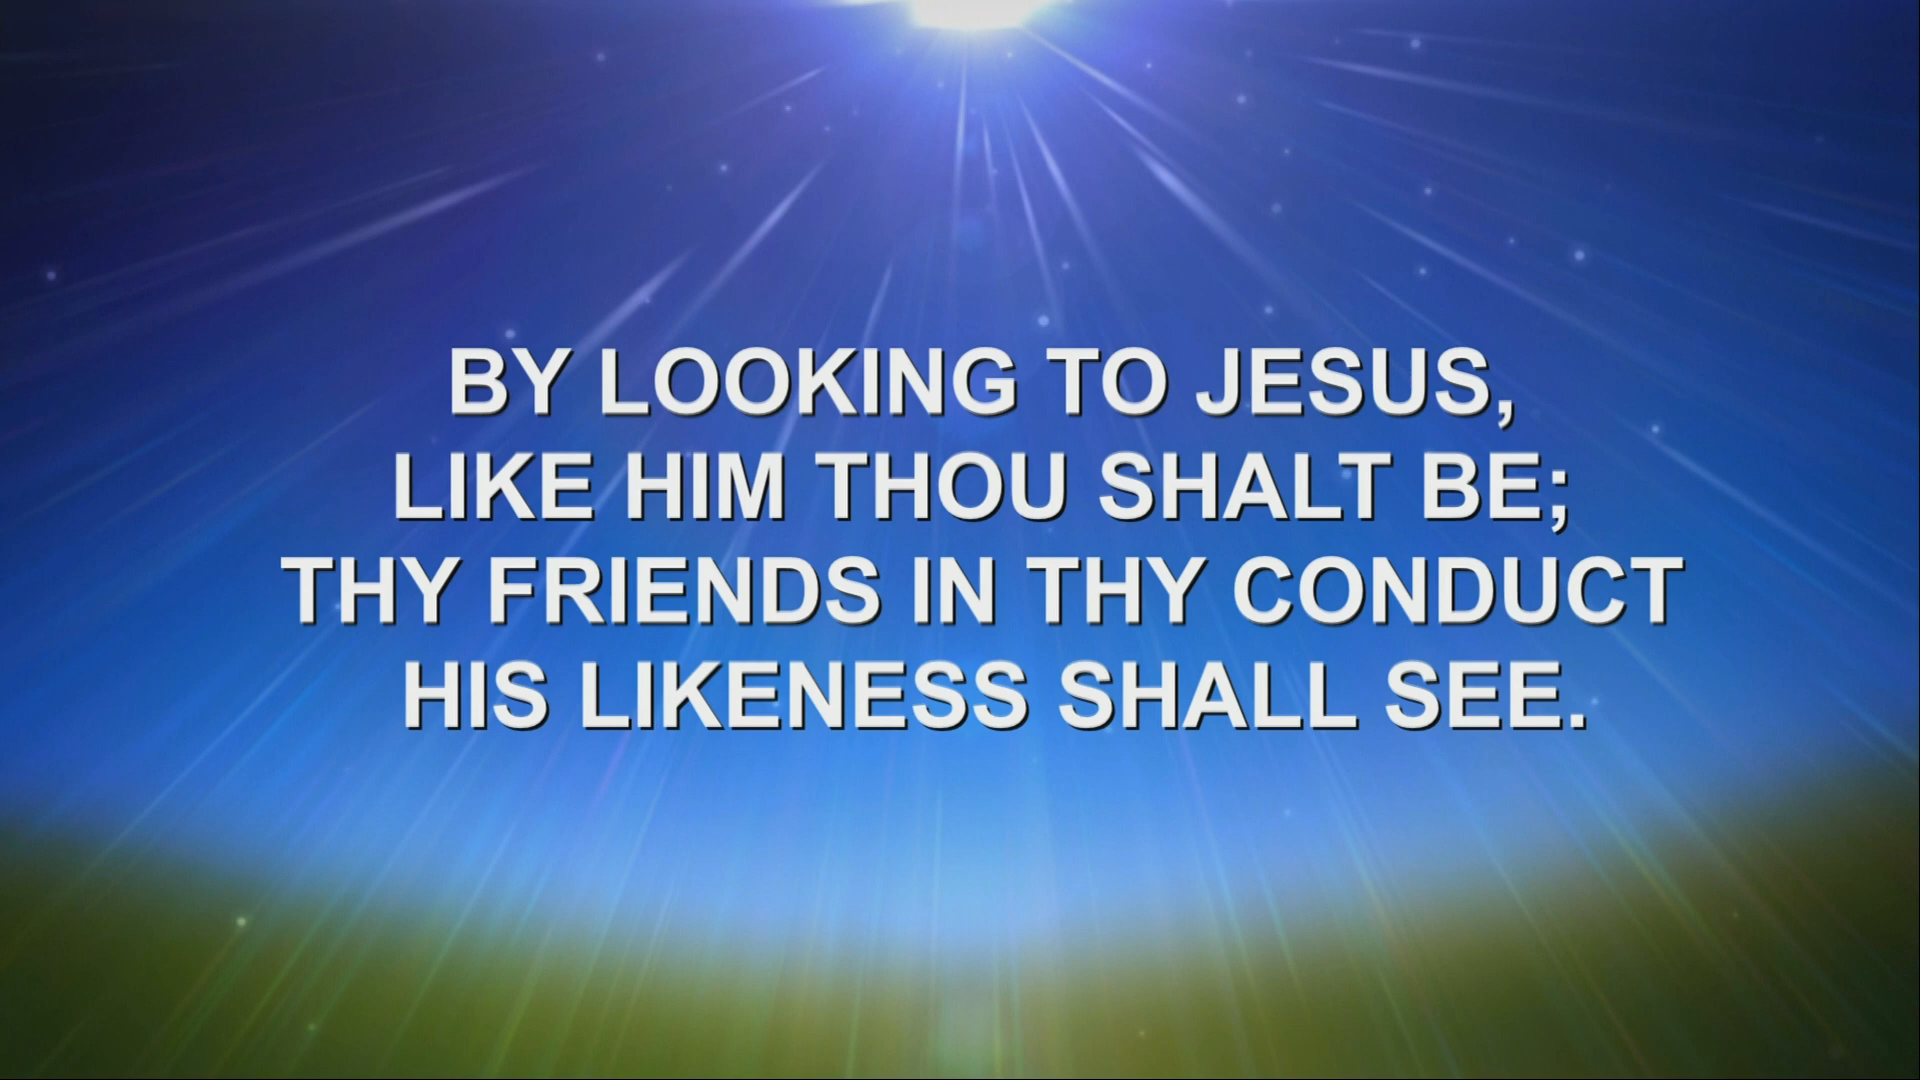 BY LOOKING TO JESUS,
LIKE HIM THOU SHALT BE;
THY FRIENDS IN THY CONDUCT
HIS LIKENESS SHALL SEE.